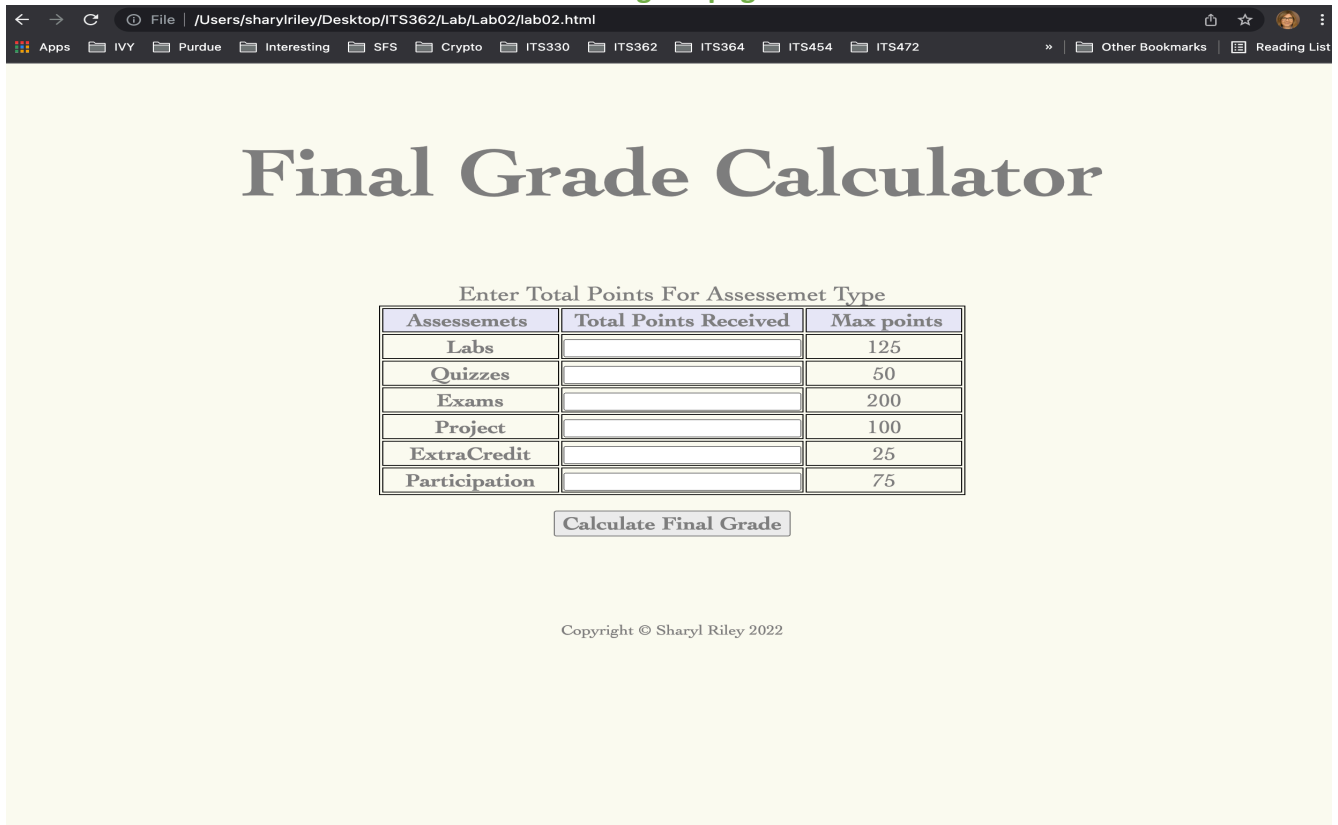 File | /Users/sharylriley/Desktop/ITS362/Lab/Lab02/lab02.html
Apps IVY Purdue Interesting SFS Crypto ITS330 ITS362 ITS364 ITS454 ITS472 » Other Bookmarks Reading List
Final Grade Calculator
Enter Total Points For Assessemet Type
Assessemets Total Points Received Max points
Labs 125
Quizzes 50
Exams 200
Project 100
ExtraCredit 25
Participation 75
Calculate Final Grade
Copyright © Sharyl Riley 2022